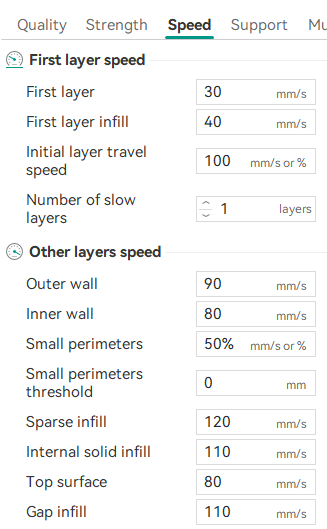 Quality Strength Speed Support Mu
First layer speed
First layer 30 mm/s
First layer infill 40 mm/s
Initial layer travel speed 100 mm/s or %
Number of slow layers 1 layers
Other layers speed
Outer wall 90 mm/s
Inner wall 80 mm/s
Small perimeters 50% mm/s or %
Small perimeters threshold 0 mm
Sparse infill 120 mm/s
Internal solid infill 110 mm/s
Top surface 80 mm/s
Gap infill 110 mm/s